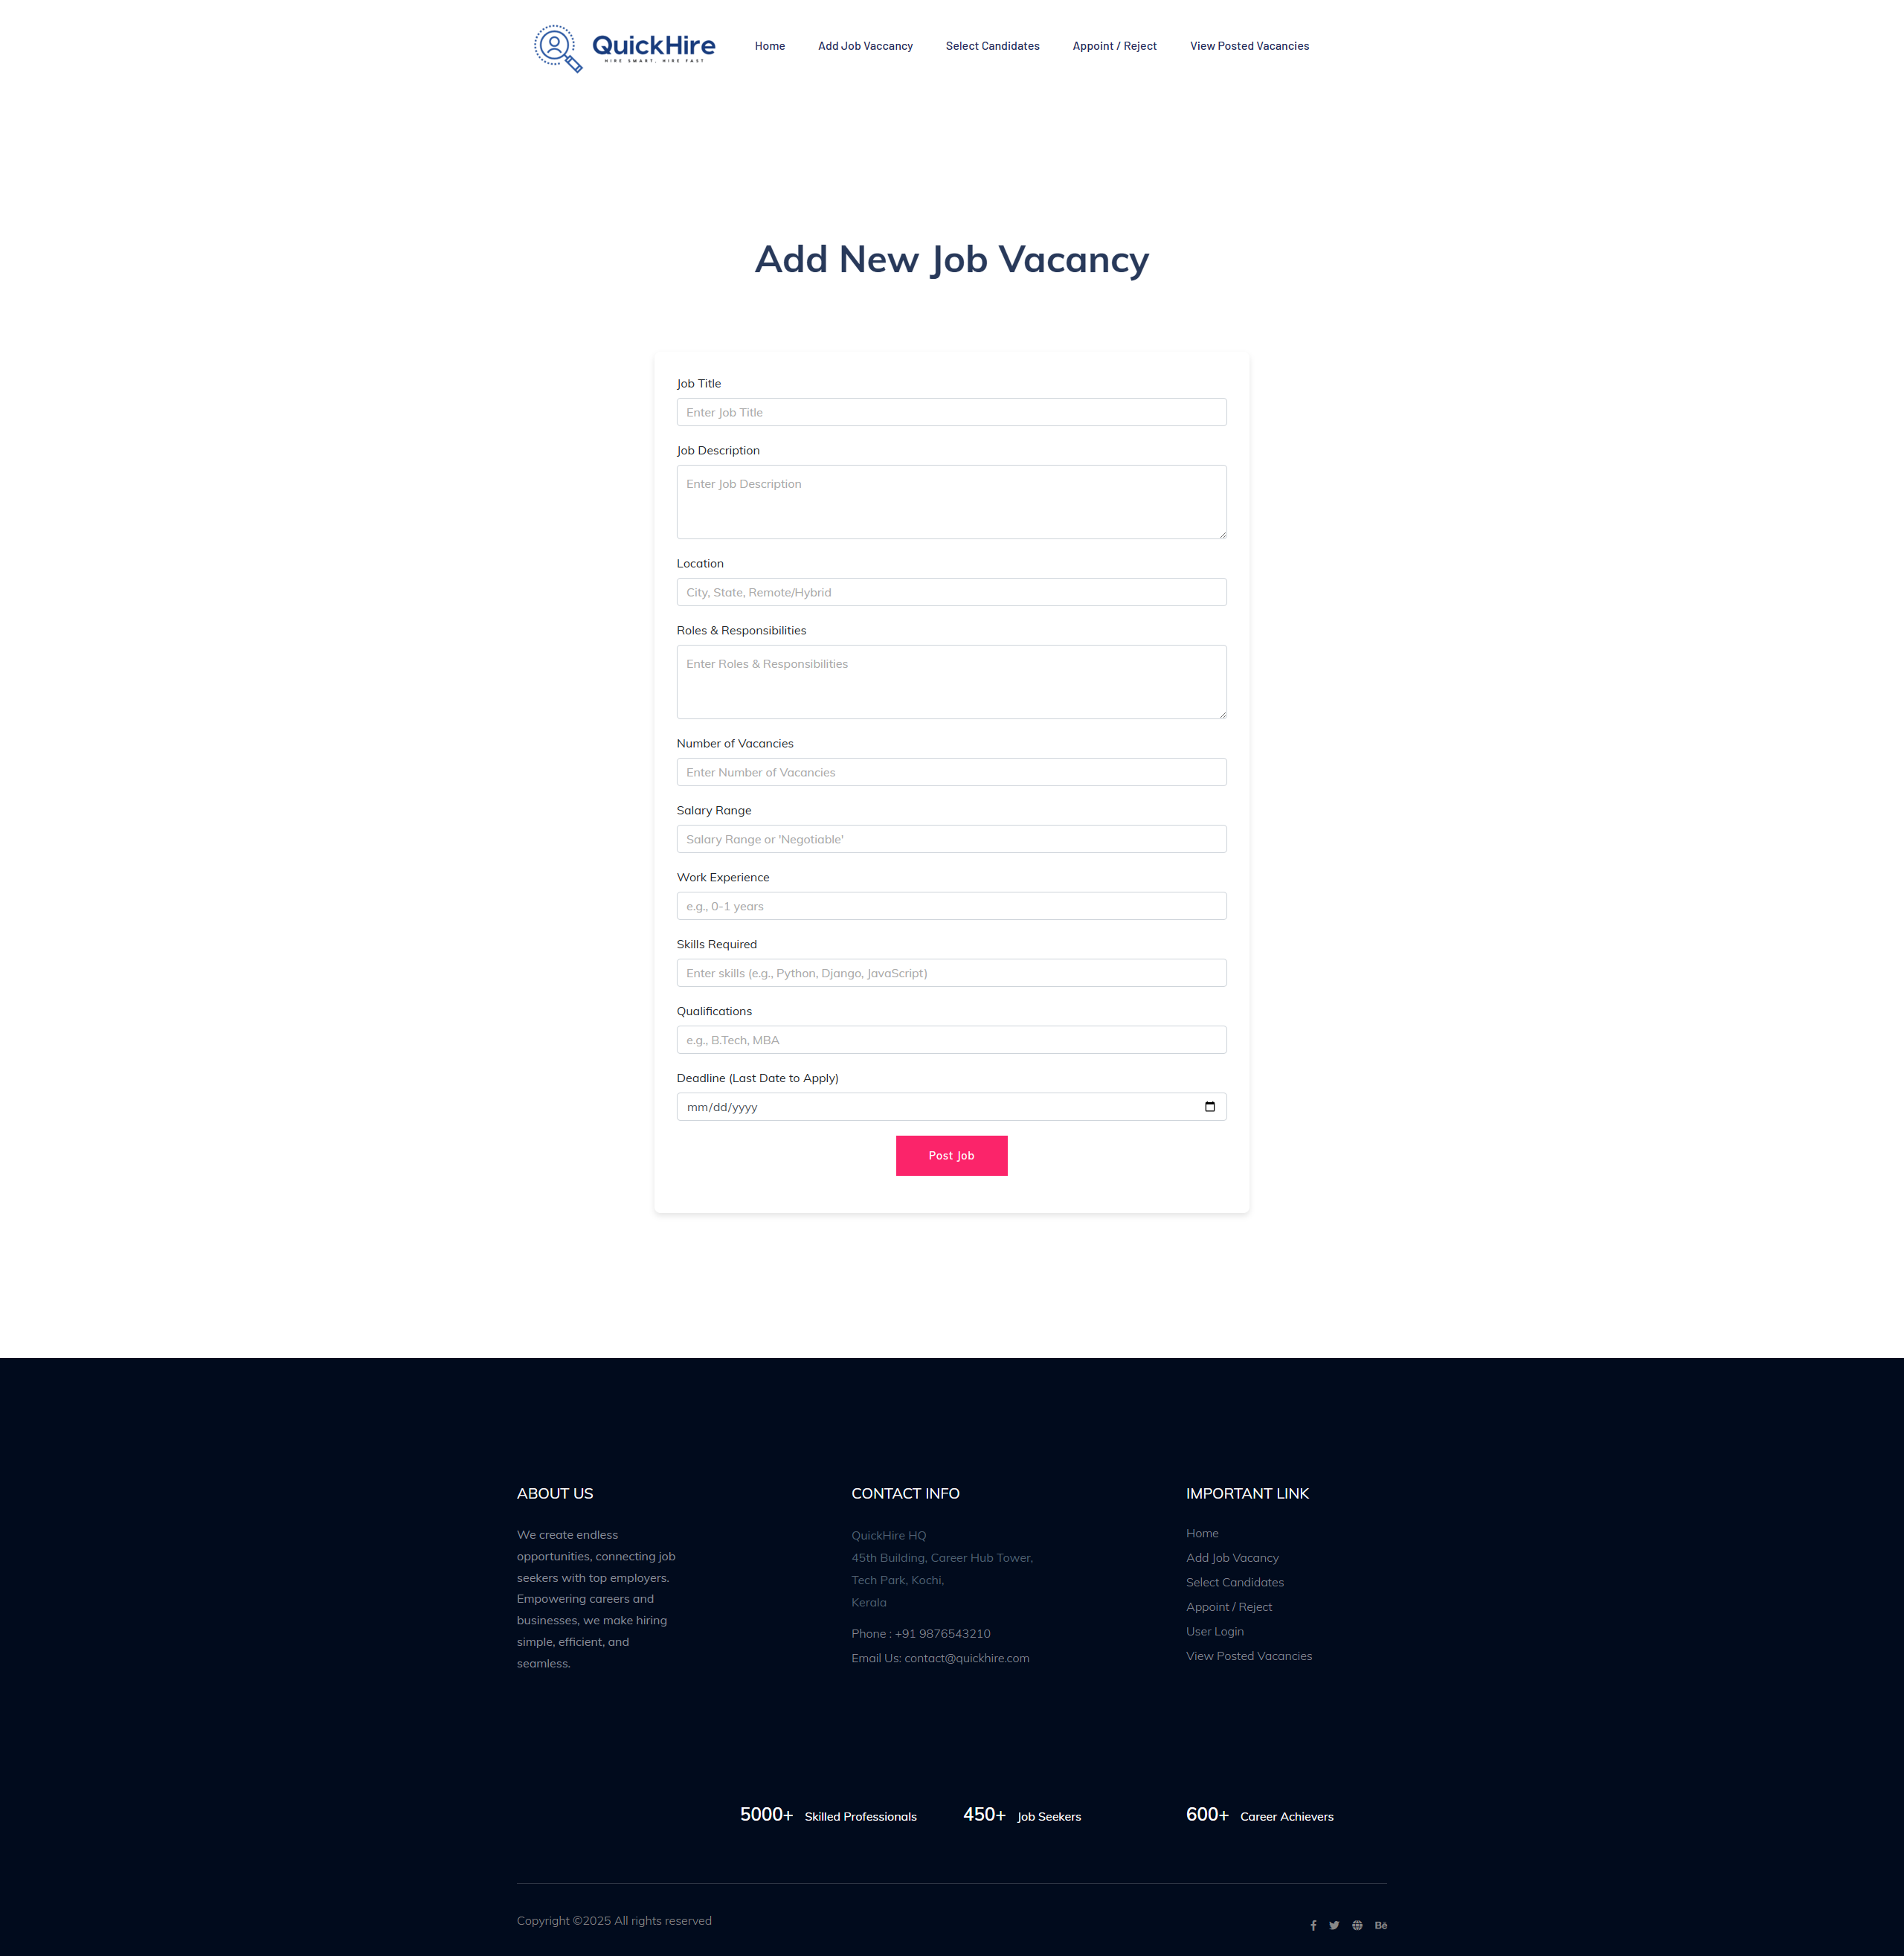 QuickHire
HIRE SMART, HIRE FAST
Home
Add Job Vaccancy
Select Candidates
Appoint / Reject
View Posted Vacancies
Add New Job Vacancy
Job Title
Enter Job Title
Job Description
Enter Job Description
Location
City, State, Remote/Hybrid
Roles & Responsibilities
Enter Roles & Responsibilities
Number of Vacancies
Enter Number of Vacancies
Salary Range
Salary Range or 'Negotiable'
Work Experience
e.g., 0-1 years
Skills Required
Enter skills (e.g., Python, Django, JavaScript)
Qualifications
e.g., B.Tech, MBA
Deadline (Last Date to Apply)
mm/dd/yyyy
Post Job
ABOUT US
We create endless
opportunities, connecting job
seekers with top employers.
Empowering careers and
businesses, we make hiring
simple, efficient, and
seamless.
CONTACT INFO
QuickHire HQ
45th Building, Career Hub Tower,
Tech Park, Kochi,
Kerala
Phone : +91 9876543210
Email Us: contact@quickhire.com
IMPORTANT LINK
Home
Add Job Vacancy
Select Candidates
Appoint / Reject
User Login
View Posted Vacancies
5000+ Skilled Professionals
450+ Job Seekers
600+ Career Achievers
Copyright ©2025 All rights reserved
Bē